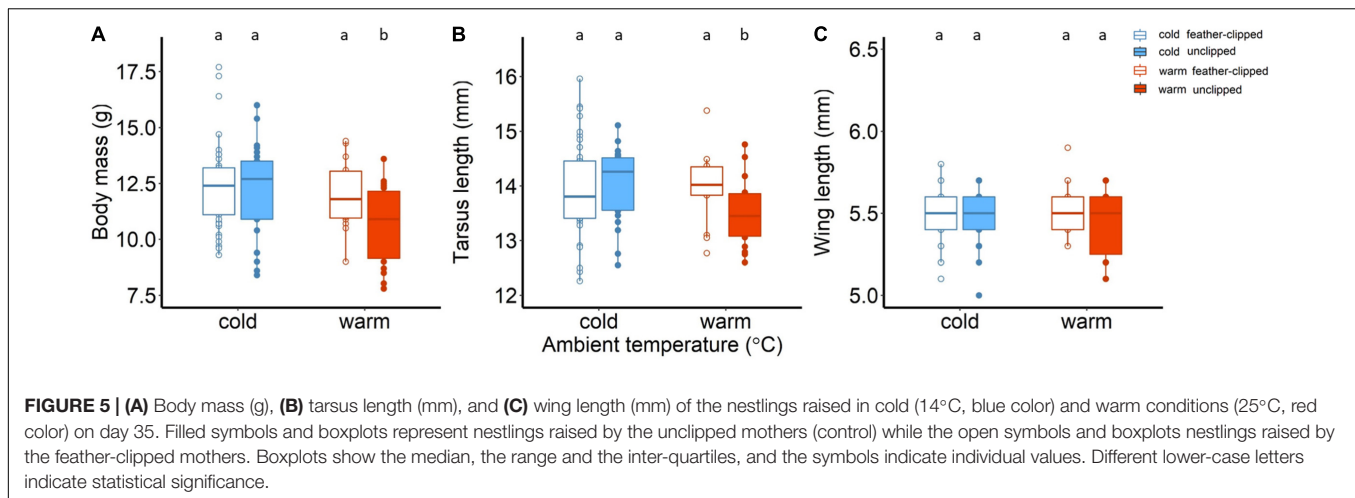 A
a a a b
17.5
15.0
12.5
10.0
7.5
Body mass (g)
cold warm
B
a a a b
16
15
14
13
12
Tarsus length (mm)
cold warm
Ambient temperature (°C)
C
a a a a
6.5
6.0
5.5
5.0
Wing length (mm)
cold warm
cold feather-clipped
cold unclipped
warm feather-clipped
warm unclipped
FIGURE 5 | (A) Body mass (g), (B) tarsus length (mm), and (C) wing length (mm) of the nestlings raised in cold (14°C, blue color) and warm conditions (25°C, red
color) on day 35. Filled symbols and boxplots represent nestlings raised by the unclipped mothers (control) while the open symbols and boxplots nestlings raised by
the feather-clipped mothers. Boxplots show the median, the range and the inter-quartiles, and the symbols indicate individual values. Different lower-case letters
indicate statistical significance.